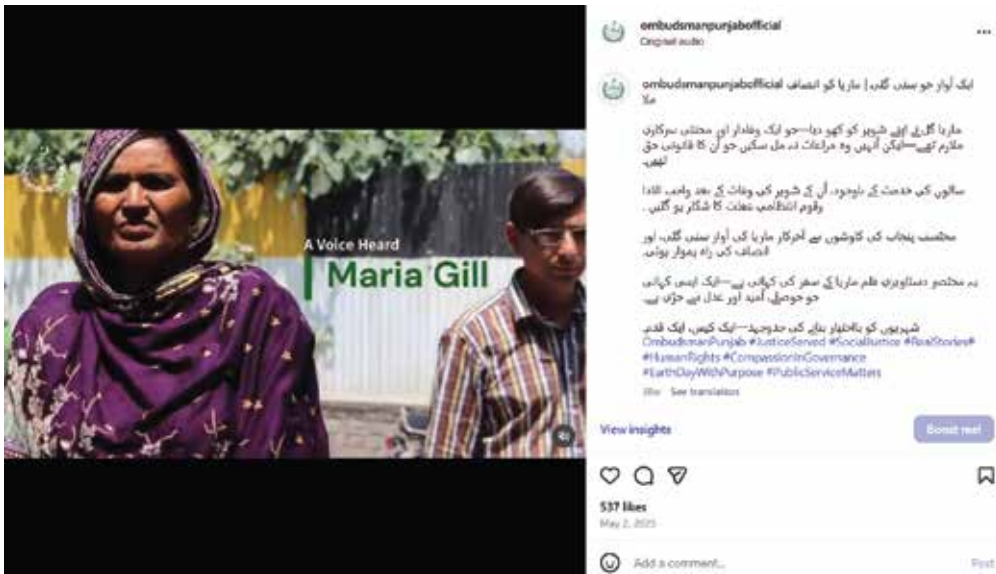 A Voice Heard
Maria Gill
ombudsmanpunjabofficial
Original audio
ombudsmanpunjabofficial ایک آواز جو سنی گئی | ماریا کو انصاف
ملا
ماریا گل نے اپنے شوہر کو کھو دیا—جو ایک وفادار اور محنتی سرکاری
ملازم تھے—لیکن انہیں وہ مراعات نہ مل سکیں جو اُن کا قانونی حق
تھیں۔
سالوں کی خدمت کے باوجود، اُن کے شوہر کی وفات کے بعد واجب الادا
رقوم انتظامی غفلت کا شکار ہو گئیں۔
محتسب پنجاب کی کاوشوں سے آخرکار ماریا کی آواز سنی گئی، اور
انصاف کی راہ ہموار ہوئی۔
یہ مختصر دستاویزی فلم ماریا کے سفر کی کہانی ہے—ایک ایسی کہانی
جو حوصلے، اُمید اور عدل سے جڑی ہے۔
شہریوں کو بااختیار بنانے کی جدوجہد—ایک کیس، ایک قدم۔
OmbudsmanPunjab #JusticeServed #SocialJustice #RealStories#
#HumanRights #CompassionInGovernance
#EarthDayWithPurpose #PublicServiceMatters
See translation
View insights
Boost reel
537 likes
May 2, 2025
Add a comment...
Post